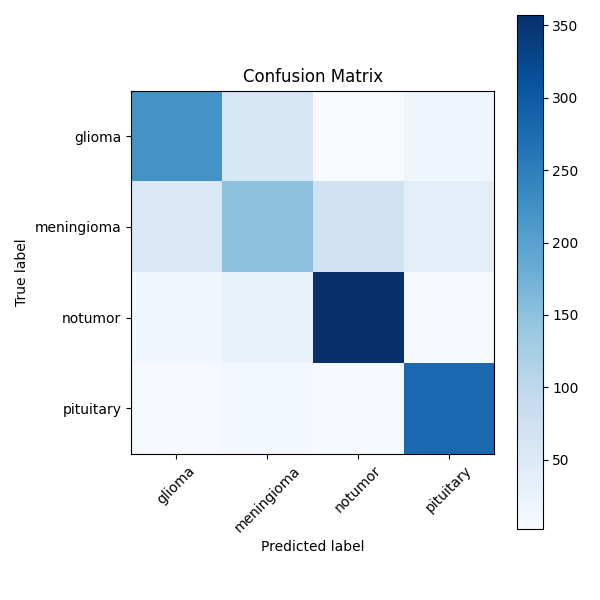 Confusion Matrix
True label
glioma
meningioma
notumor
pituitary
glioma
meningioma
notumor
pituitary
Predicted label
350
300
250
200
150
100
50